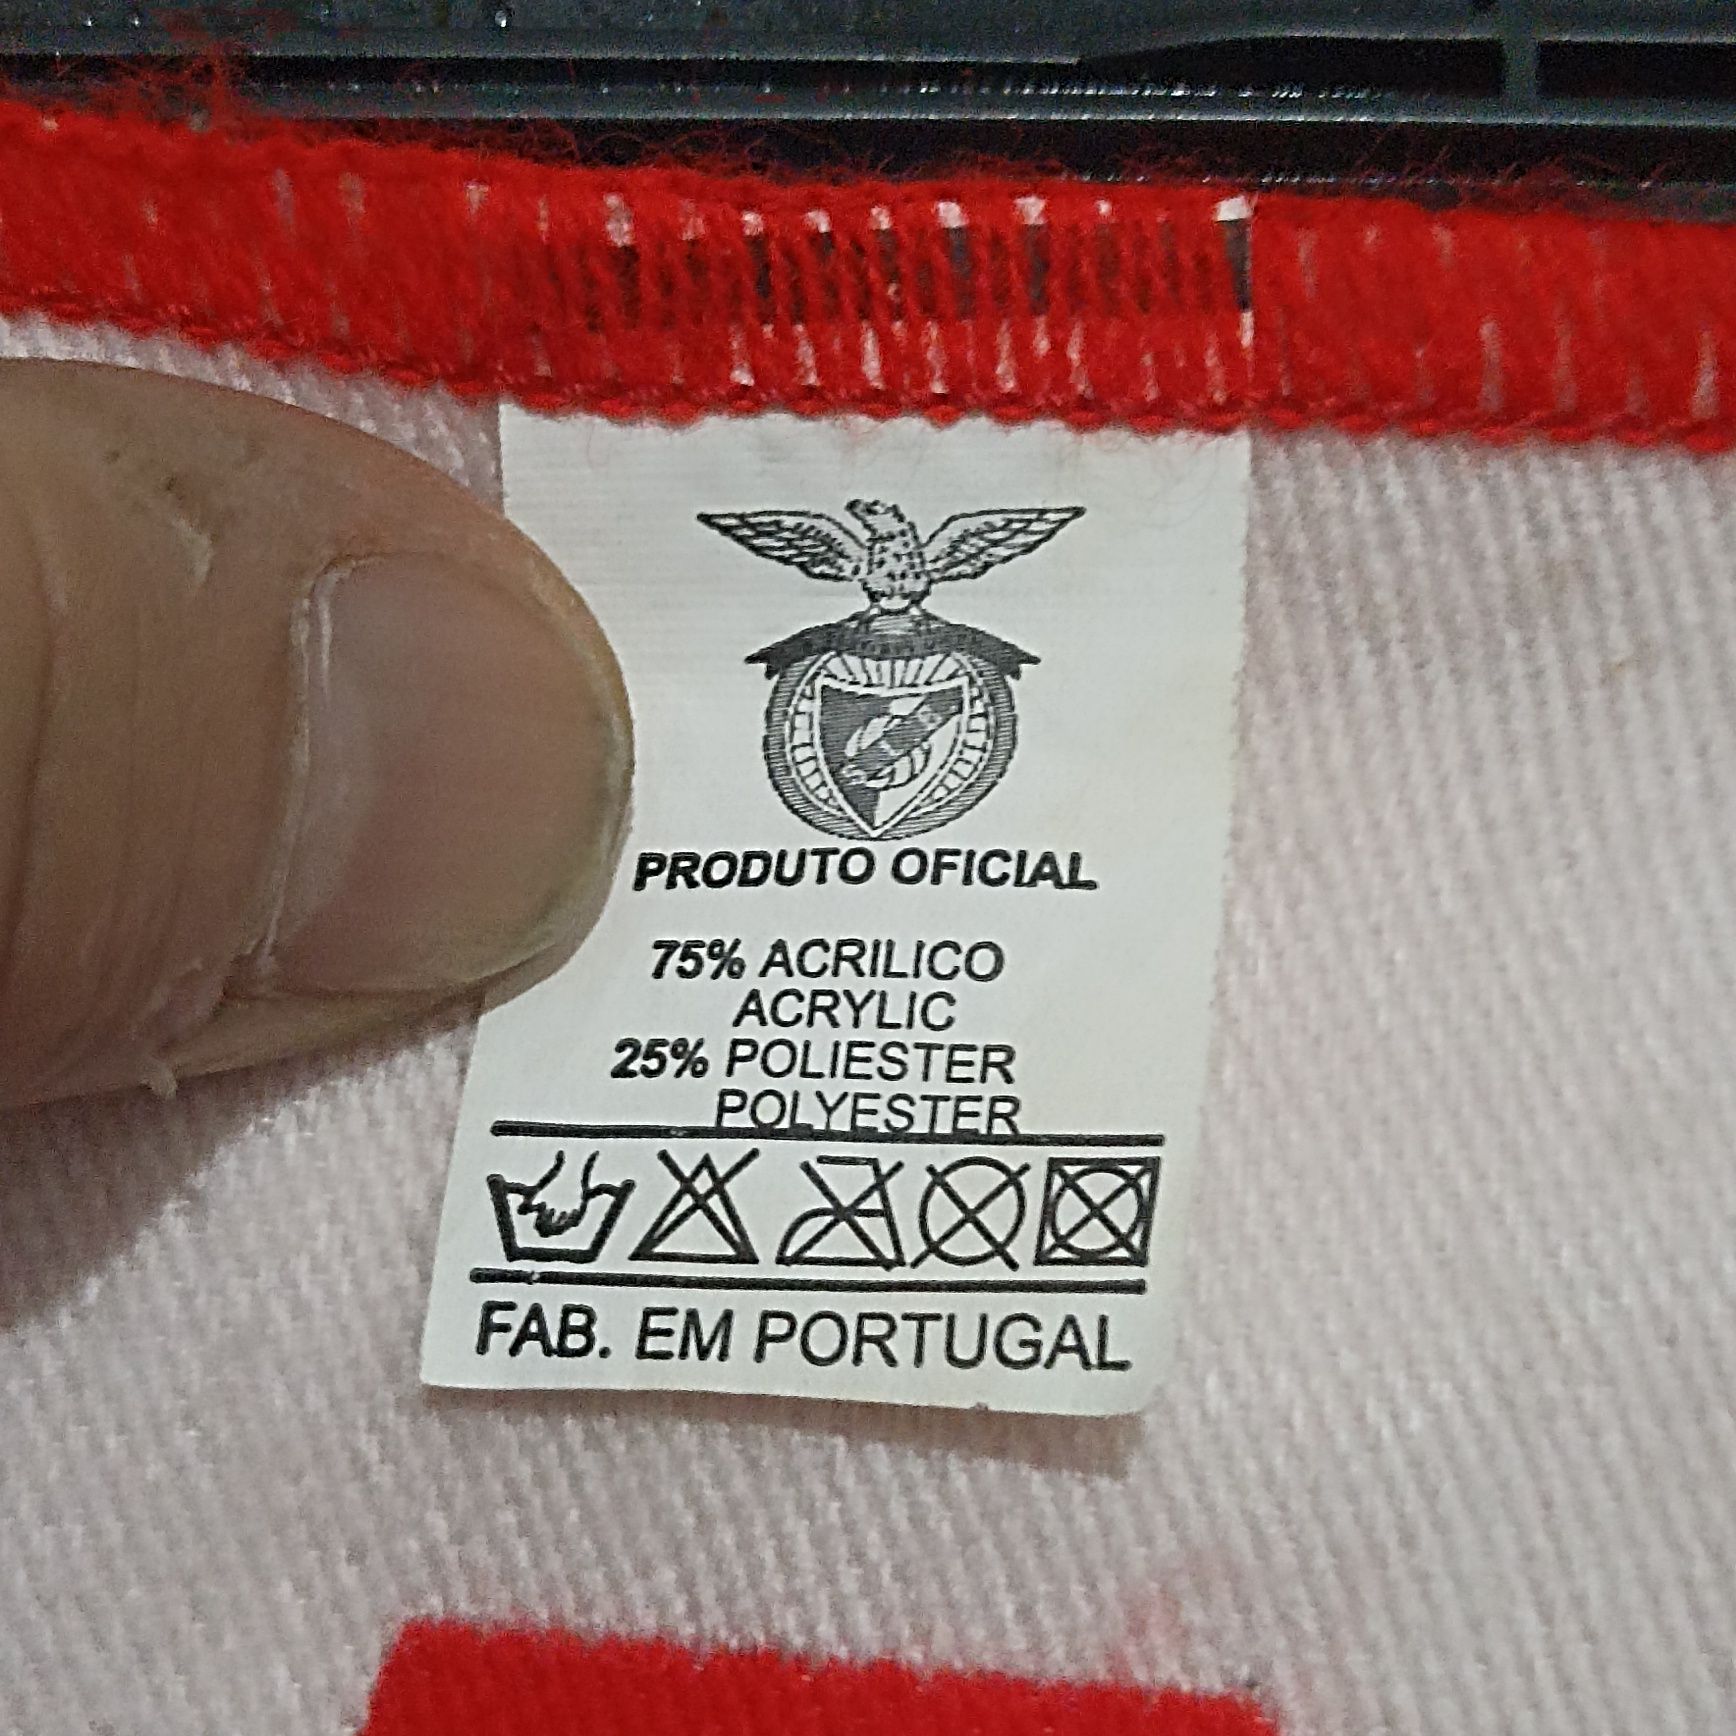 PRODUTO OFICIAL
75% ACRILICO
ACRYLIC
25% POLIESTER
POLYESTER
FAB. EM PORTUGAL